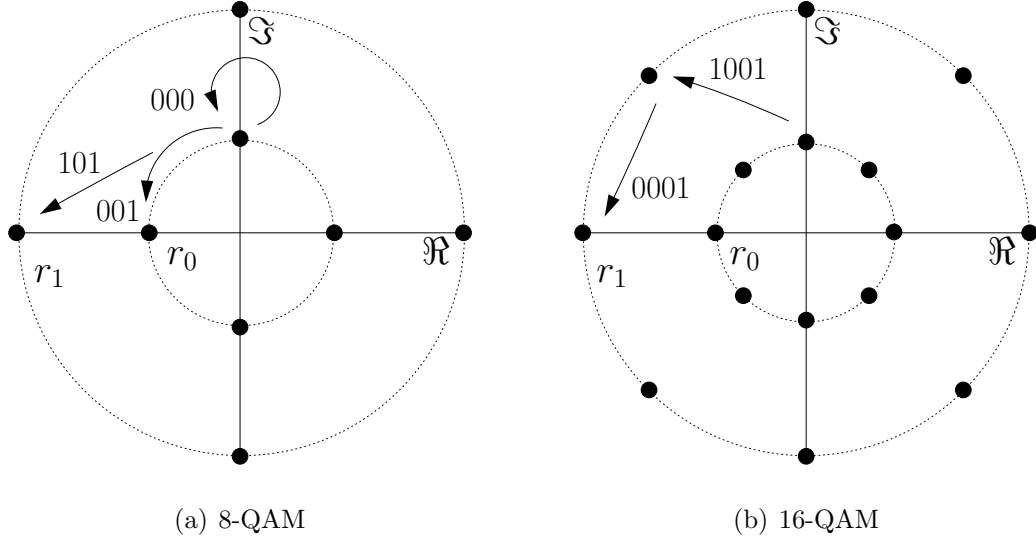 ℑ
000
101
001
r₀
r₁
ℜ
(a) 8-QAM
ℑ
1001
0001
r₀
r₁
ℜ
(b) 16-QAM